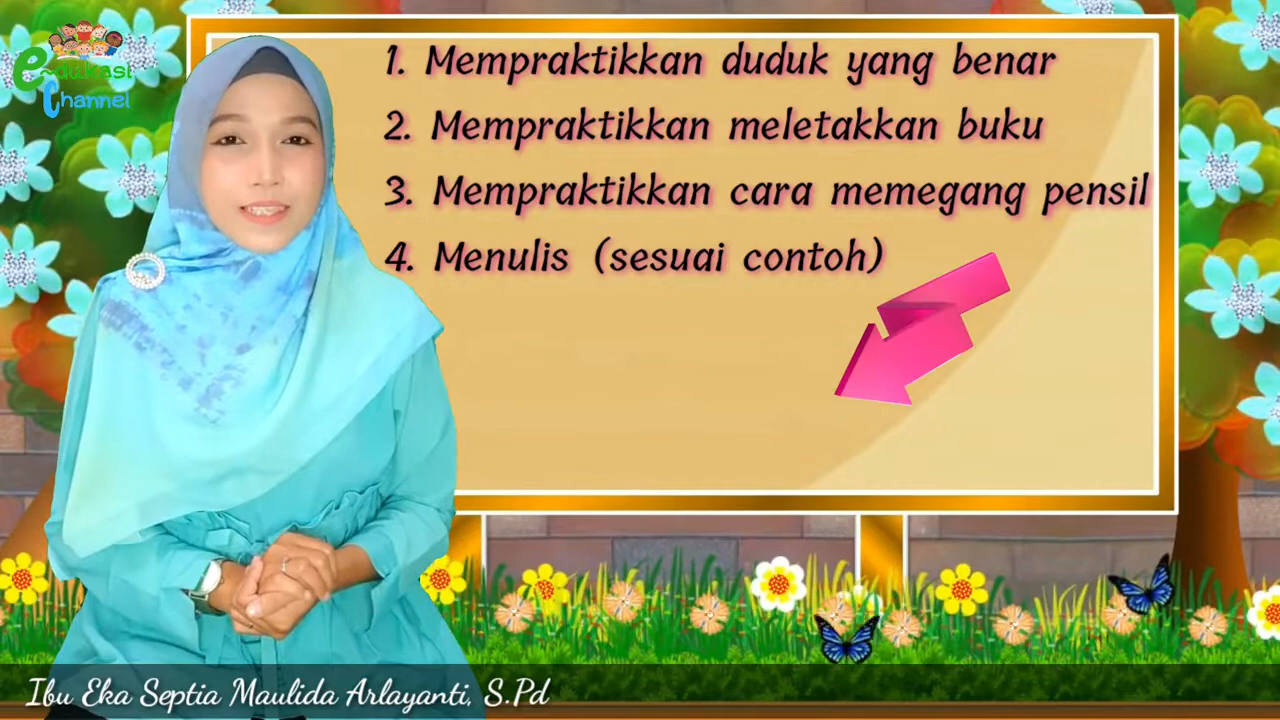 Edukasi
Channel
1. Mempraktikkan duduk yang benar
2. Mempraktikkan meletakkan buku
3. Mempraktikkan cara memegang pensil
4. Menulis (sesuai contoh)
Ibu Eka Septia Maulida Arlayanti, S.Pd